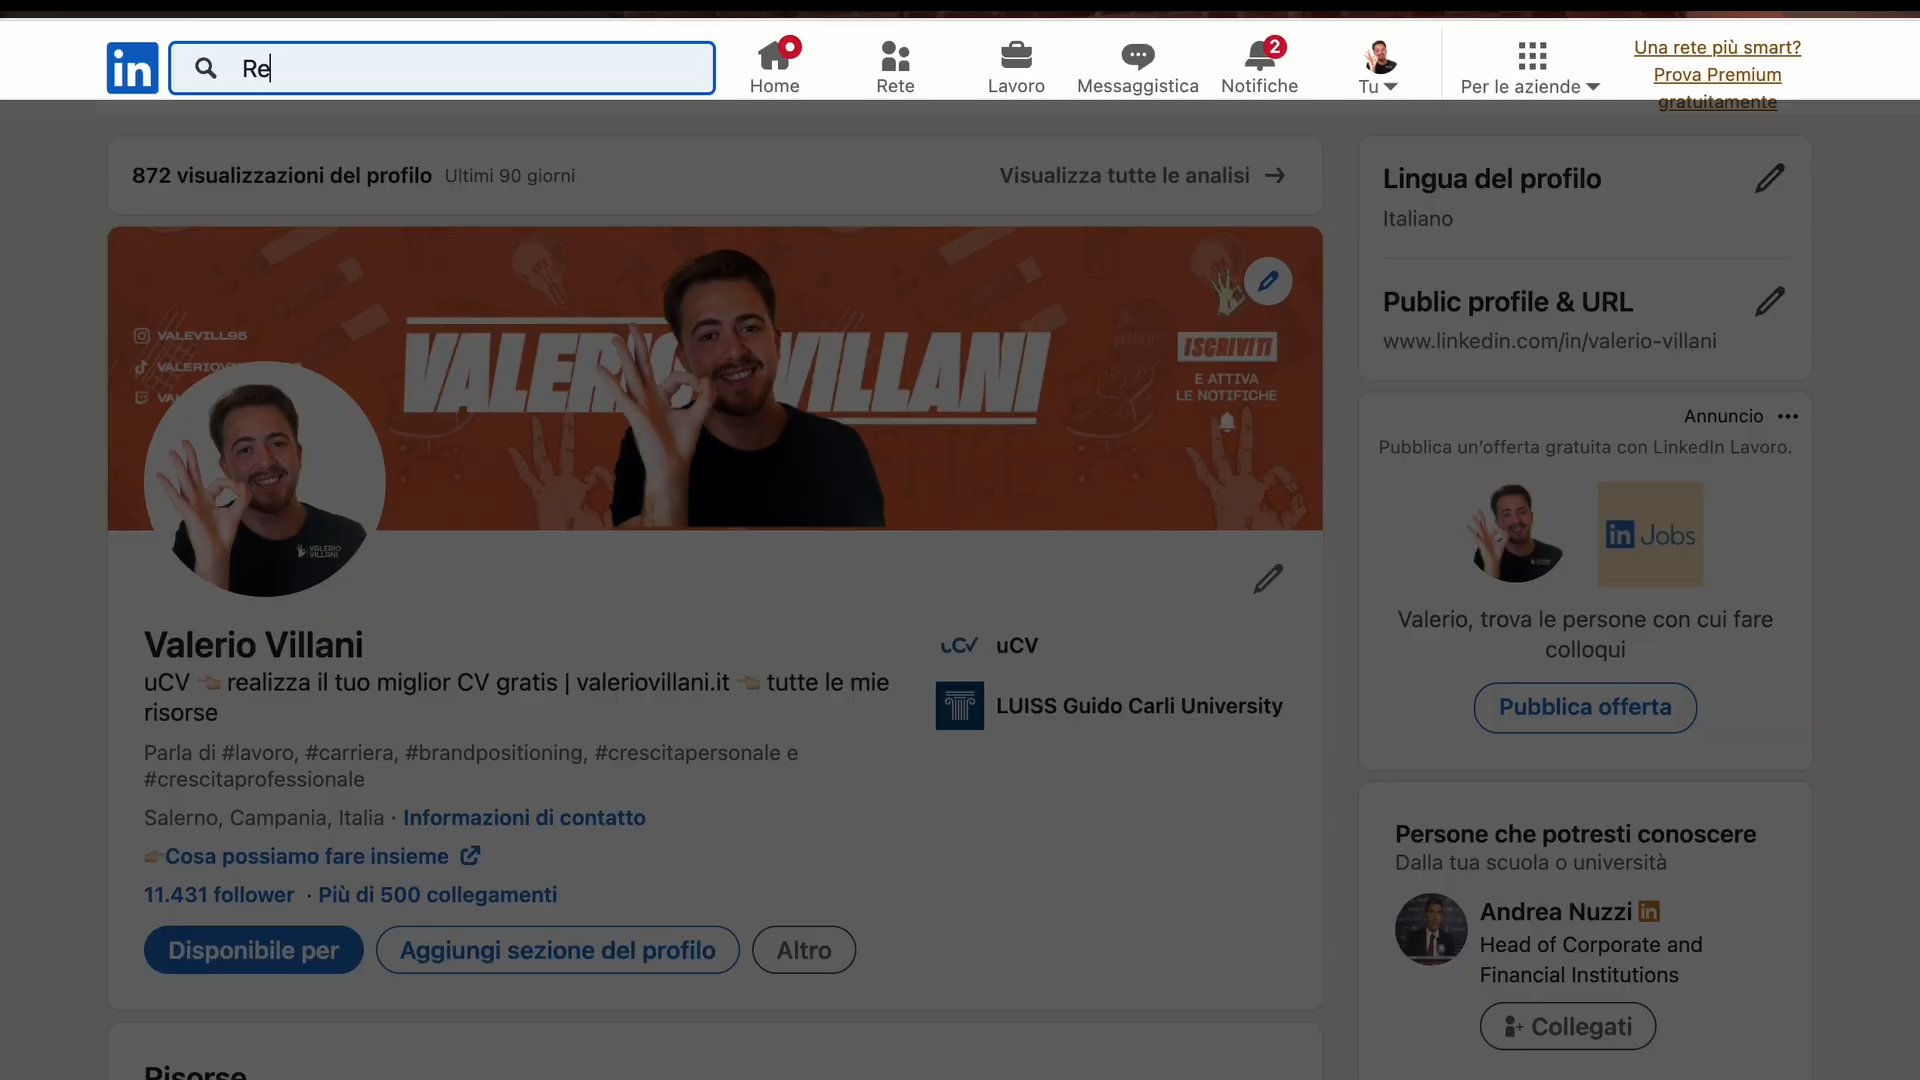 in
Re
Home
Rete
Lavoro
Messaggistica
2
Notifiche
Tu
Per le aziende
Una rete più smart?
Prova Premium
gratuitamente
872 visualizzazioni del profilo Ultimi 90 giorni
Visualizza tutte le analisi
Lingua del profilo
Italiano
Public profile & URL
www.linkedin.com/in/valerio-villani
VALEVILL95
VALERIO VILLANI
ISCRIVITI
E ATTIVA
LE NOTIFICHE
VALERIO
VILLANI
Annuncio
Pubblica un'offerta gratuita con LinkedIn Lavoro.
in Jobs
Valerio, trova le persone con cui fare
colloqui
Pubblica offerta
Valerio Villani
uCV 👈🏼 realizza il tuo miglior CV gratis | valeriovillani.it 👈🏼 tutte le mie
risorse
Parla di #lavoro, #carriera, #brandpositioning, #crescitapersonale e
#crescitaprofessionale
Salerno, Campania, Italia · Informazioni di contatto
👉🏼Cosa possiamo fare insieme
11.431 follower · Più di 500 collegamenti
Disponibile per
Aggiungi sezione del profilo
Altro
uCV uCV
LUISS Guido Carli University
Persone che potresti conoscere
Dalla tua scuola o università
Andrea Nuzzi in
Head of Corporate and
Financial Institutions
Collegati
Risorse